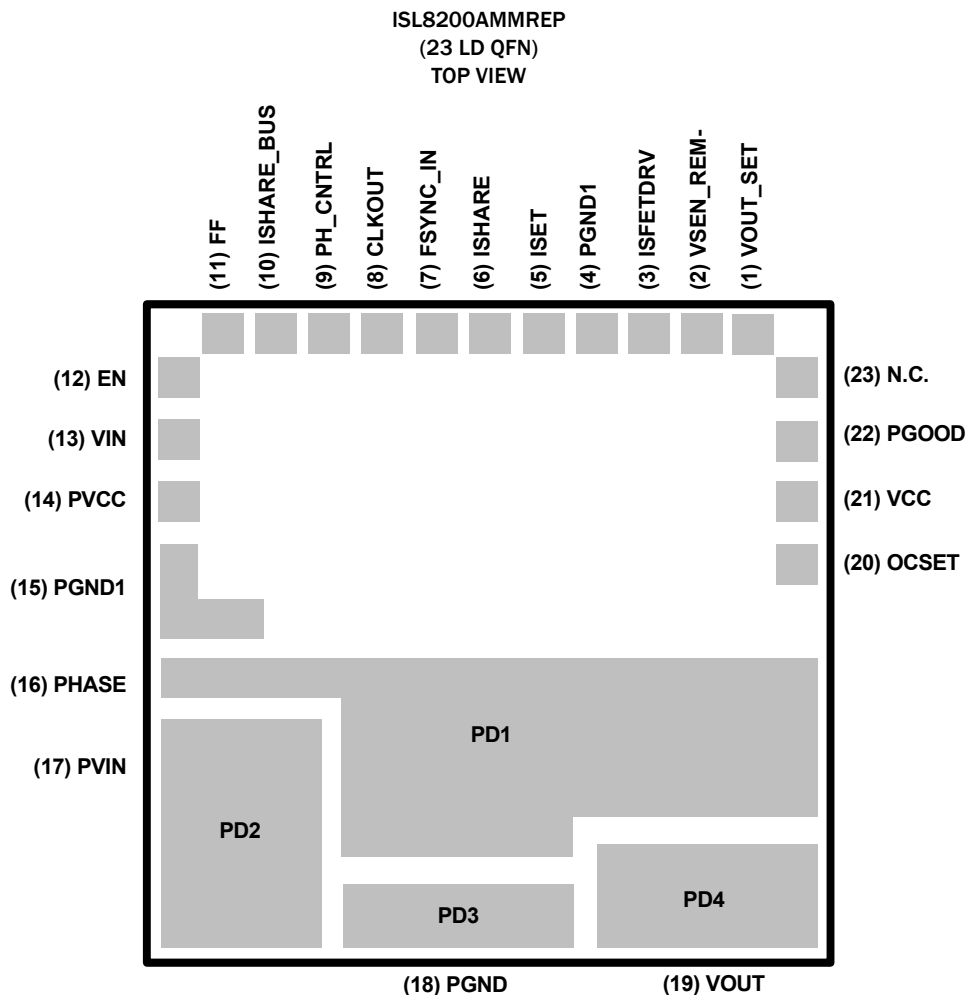 ISL8200AMMREP
(23 LD QFN)
TOP VIEW
(11) FF
(10) ISHARE_BUS
(9) PH_CNTRL
(8) CLKOUT
(7) FSYNC_IN
(6) ISHARE
(5) ISET
(4) PGND1
(3) ISFETDRV
(2) VSEN_REM-
(1) VOUT_SET
(12) EN
(23) N.C.
(13) VIN
(22) PGOOD
(14) PVCC
(21) VCC
(15) PGND1
(20) OCSET
(16) PHASE
PD1
(17) PVIN
PD2
PD3
PD4
(18) PGND
(19) VOUT